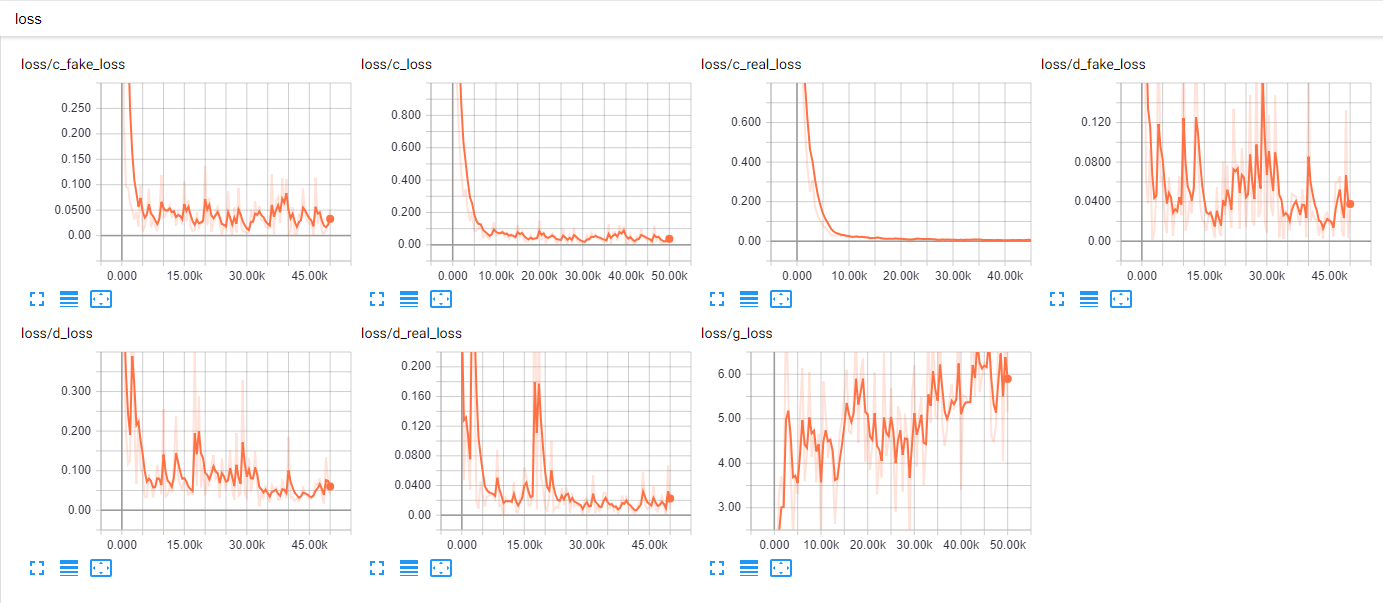 loss
loss/c_fake_loss
0.250
0.200
0.150
0.100
0.0500
0.00
0.000 15.00k 30.00k 45.00k
loss/c_loss
0.800
0.600
0.400
0.200
0.00
0.000 10.00k 20.00k 30.00k 40.00k 50.00k
loss/c_real_loss
0.600
0.400
0.200
0.00
0.000 10.00k 20.00k 30.00k 40.00k
loss/d_fake_loss
0.120
0.0800
0.0400
0.00
0.000 15.00k 30.00k 45.00k
loss/d_loss
0.300
0.200
0.100
0.00
0.000 15.00k 30.00k 45.00k
loss/d_real_loss
0.200
0.160
0.120
0.0800
0.0400
0.00
0.000 15.00k 30.00k 45.00k
loss/g_loss
6.00
5.00
4.00
3.00
0.000 10.00k 20.00k 30.00k 40.00k 50.00k